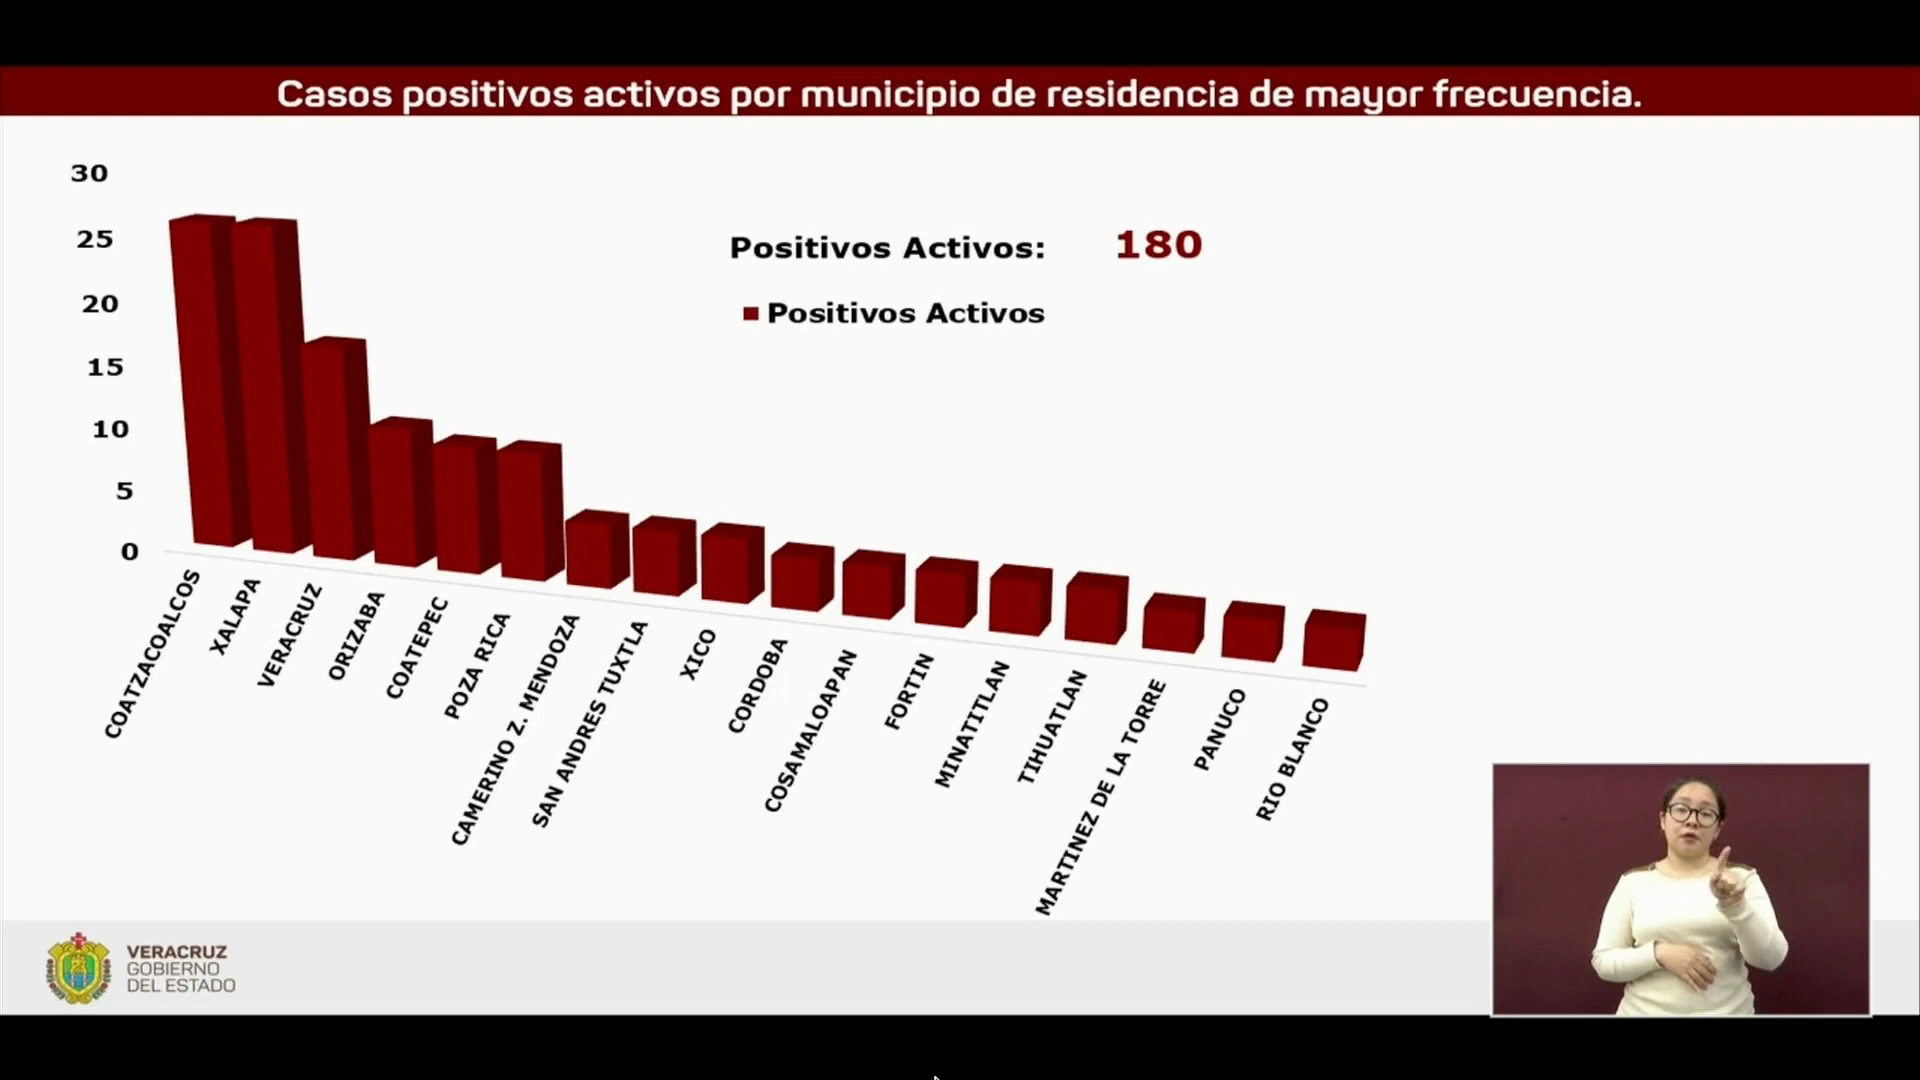 Casos positivos activos por municipio de residencia de mayor frecuencia.
30
25
20
15
10
5
0
Positivos Activos: 180
Positivos Activos
COATZACOALCOS
XALAPA
VERACRUZ
ORIZABA
COATEPEC
POZA RICA
CAMERINO Z. MENDOZA
SAN ANDRES TUXTLA
XICO
CORDOBA
COSAMALOAPAN
FORTIN
MINATITLAN
TIHUATLAN
MARTINEZ DE LA TORRE
PANUCO
RIO BLANCO
VERACRUZ
GOBIERNO
DEL ESTADO